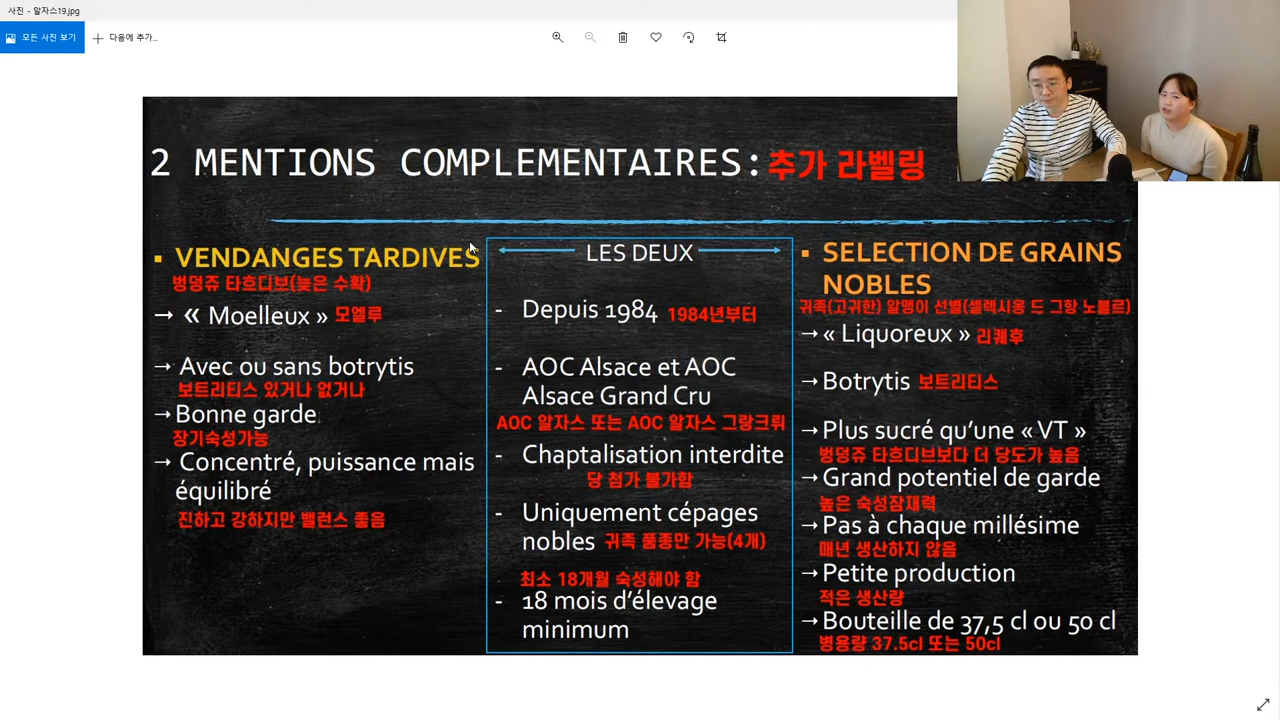 사진 - 알자스19.jpg
모든 사진 보기
다음에 추가...
2 MENTIONS COMPLEMENTAIRES: 추가 라벨링
▪ VENDANGES TARDIVES
벙덩쥬 타흐디브(늦은 수확)
→ « Moelleux » 모엘루
→ Avec ou sans botrytis
보트리티스 있거나 없거나
→ Bonne garde
장기숙성가능
→ Concentré, puissance mais
équilibré
진하고 강하지만 밸런스 좋음
LES DEUX
- Depuis 1984 1984년부터
- AOC Alsace et AOC
Alsace Grand Cru
AOC 알자스 또는 AOC 알자스 그랑크뤼
- Chaptalisation interdite
당 첨가 불가함
- Uniquement cépages
nobles 귀족 품종만 가능(4개)
최소 18개월 숙성해야 함
- 18 mois d'élevage
minimum
▪ SELECTION DE GRAINS
NOBLES
귀족(고귀한) 알맹이 선별(셀렉시옹 드 그항 노블르)
→ « Liquoreux » 리쾌후
→ Botrytis 보트리티스
→ Plus sucré qu'une « VT »
벙덩쥬 타흐디브보다 더 당도가 높음
→ Grand potentiel de garde
높은 숙성잠재력
→ Pas à chaque millésime
매년 생산하지 않음
→ Petite production
적은 생산량
→ Bouteille de 37,5 cl ou 50 cl
병용량 37.5cl 또는 50cl